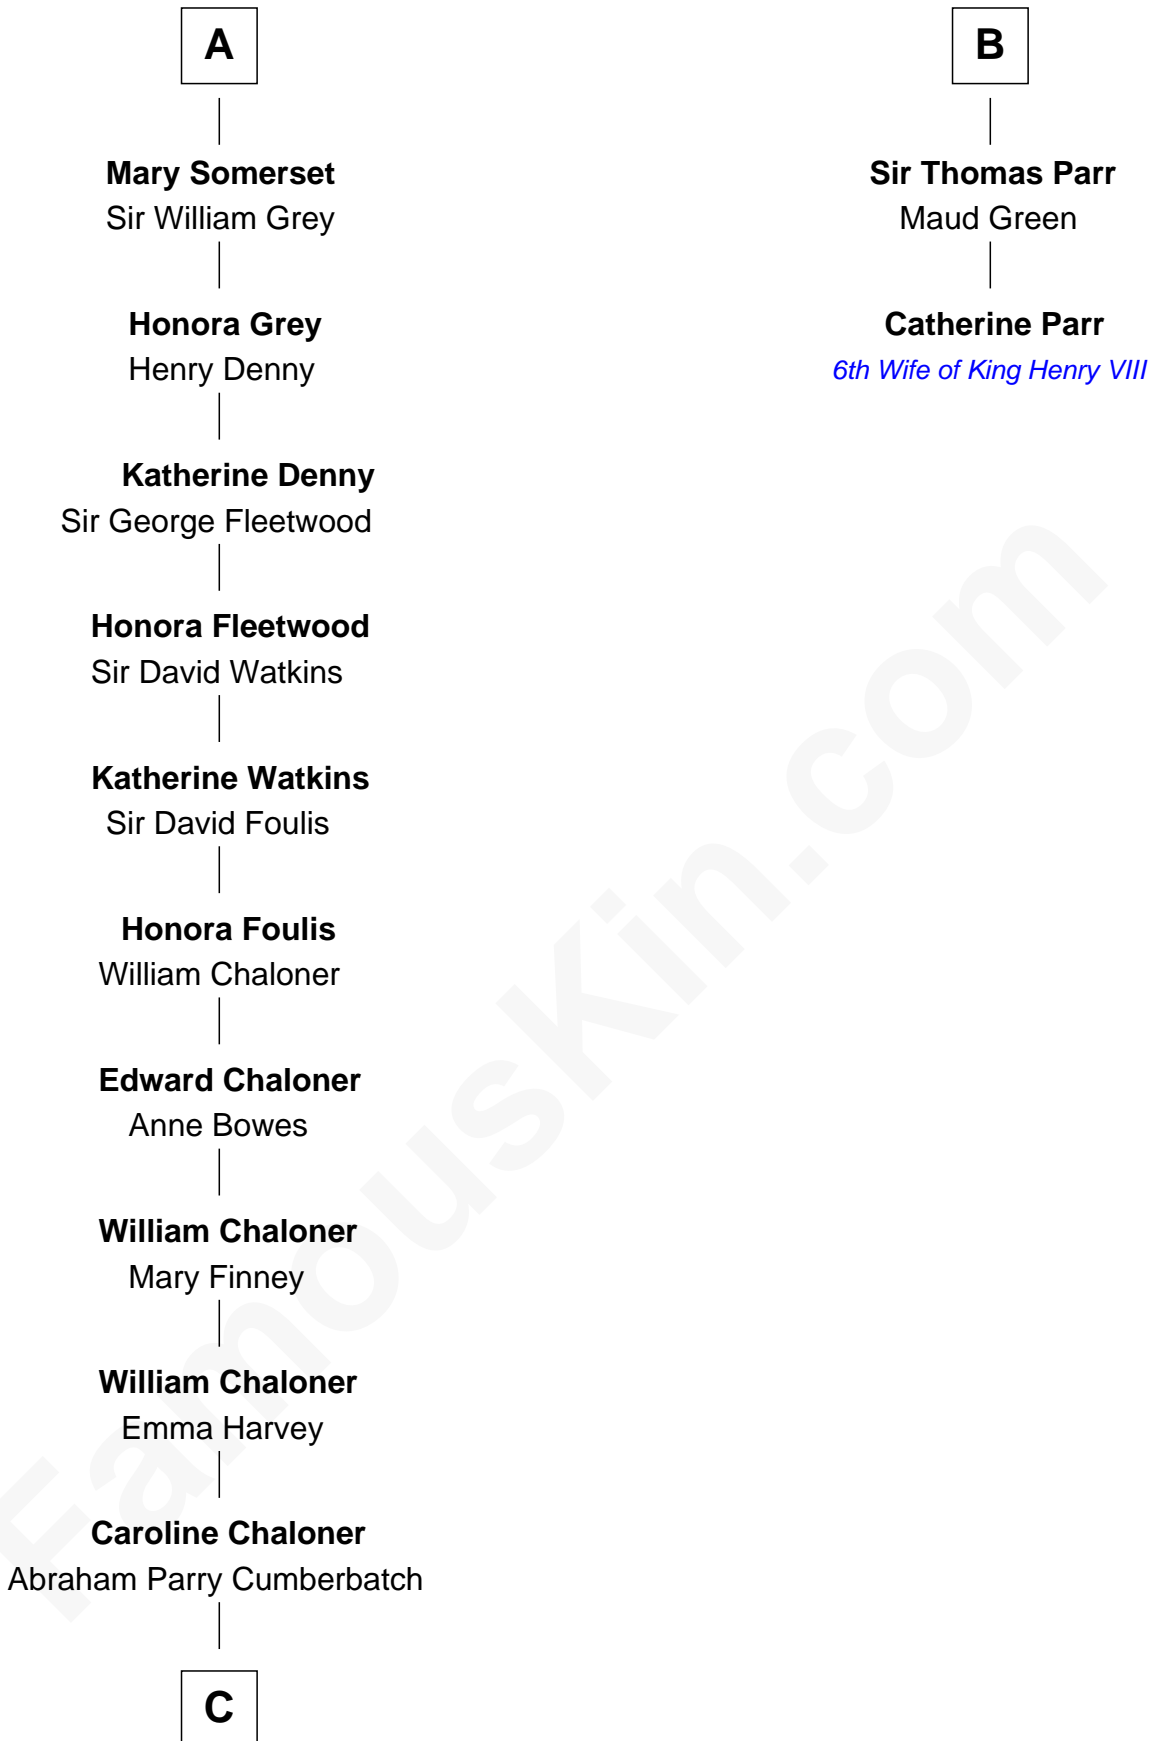 A
Mary Somerset
Sir William Grey
Honora Grey
Henry Denny
Katherine Denny
Sir George Fleetwood
Honora Fleetwood
Sir David Watkins
Katherine Watkins
Sir David Foulis
Honora Foulis
William Chaloner
Edward Chaloner
Anne Bowes
William Chaloner
Mary Finney
William Chaloner
Emma Harvey
Caroline Chaloner
Abraham Parry Cumberbatch
C
B
Sir Thomas Parr
Maud Green
Catherine Parr
6th Wife of King Henry VIII
FamousKin.com